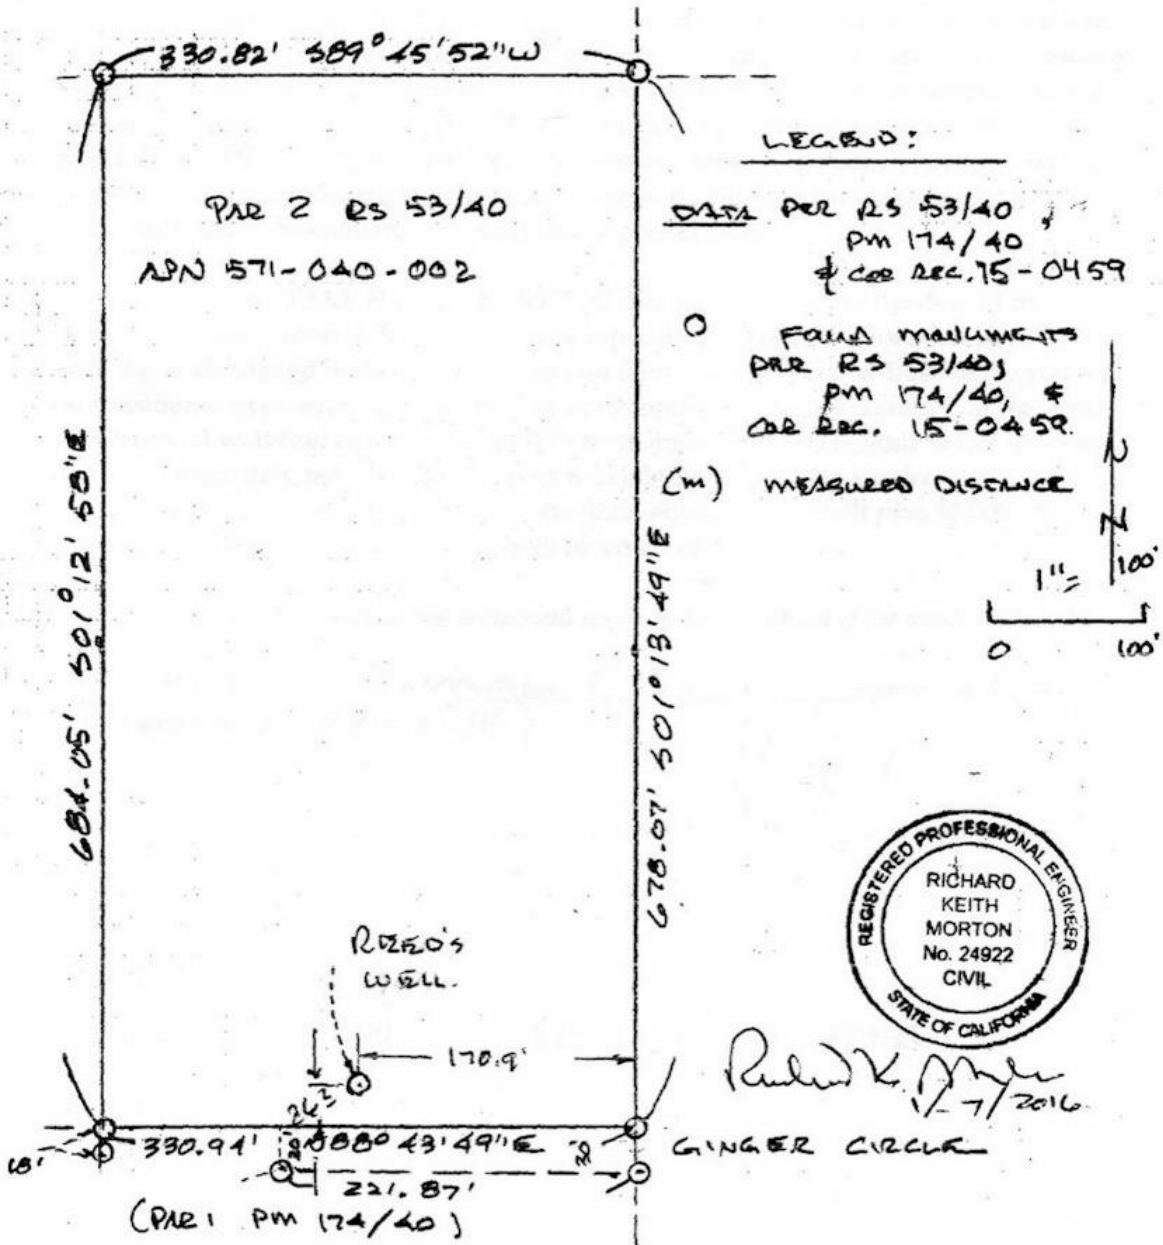 330.82' S89°45'52"W
LEGEND:
PAR 2 RS 53/40
APN 571-040-002
DATA PER RS 53/40,
PM 174/40
& COR REC. 15-0459
FOUND MONUMENTS
PER RS 53/40,
PM 174/40, &
COR REC. 15-0459.
(M) MEASURED DISTANCE
N
1"= 100'
0 100'
684.05' S01°12'58"E
678.07' S01°13'49"E
REED'S
WELL
170.9'
330.94' S88°43'49"E
30
18'
221.87'
(PAR 1 PM 174/40)
GINGER CIRCLE
REGISTERED PROFESSIONAL ENGINEER
RICHARD
KEITH
MORTON
No. 24922
CIVIL
STATE OF CALIFORNIA
1/7/2016